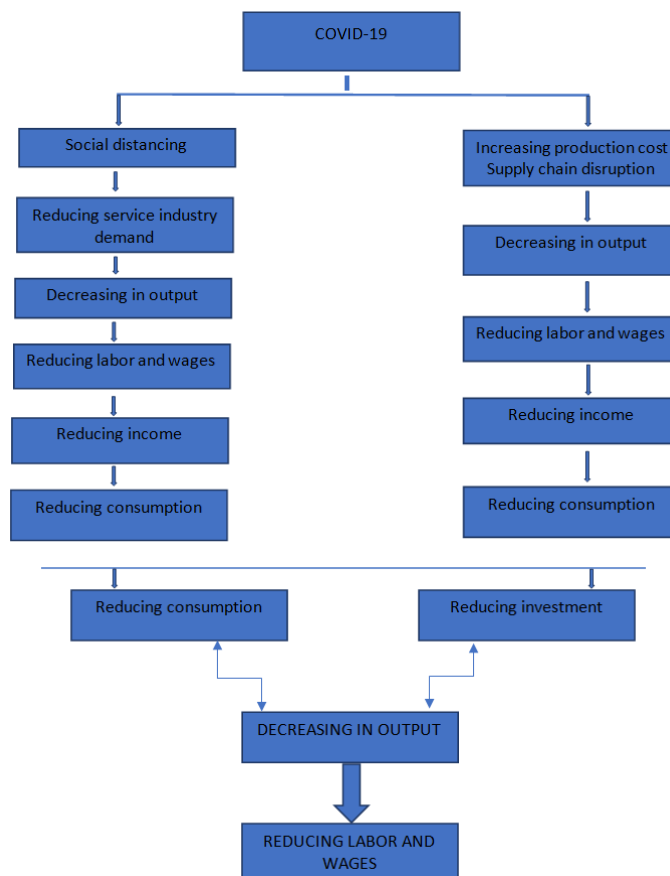 COVID-19
Social distancing
Reducing service industry
demand
Decreasing in output
Reducing labor and wages
Reducing income
Reducing consumption
Increasing production cost
Supply chain disruption
Decreasing in output
Reducing labor and wages
Reducing income
Reducing consumption
Reducing consumption
Reducing investment
DECREASING IN OUTPUT
REDUCING LABOR AND
WAGES